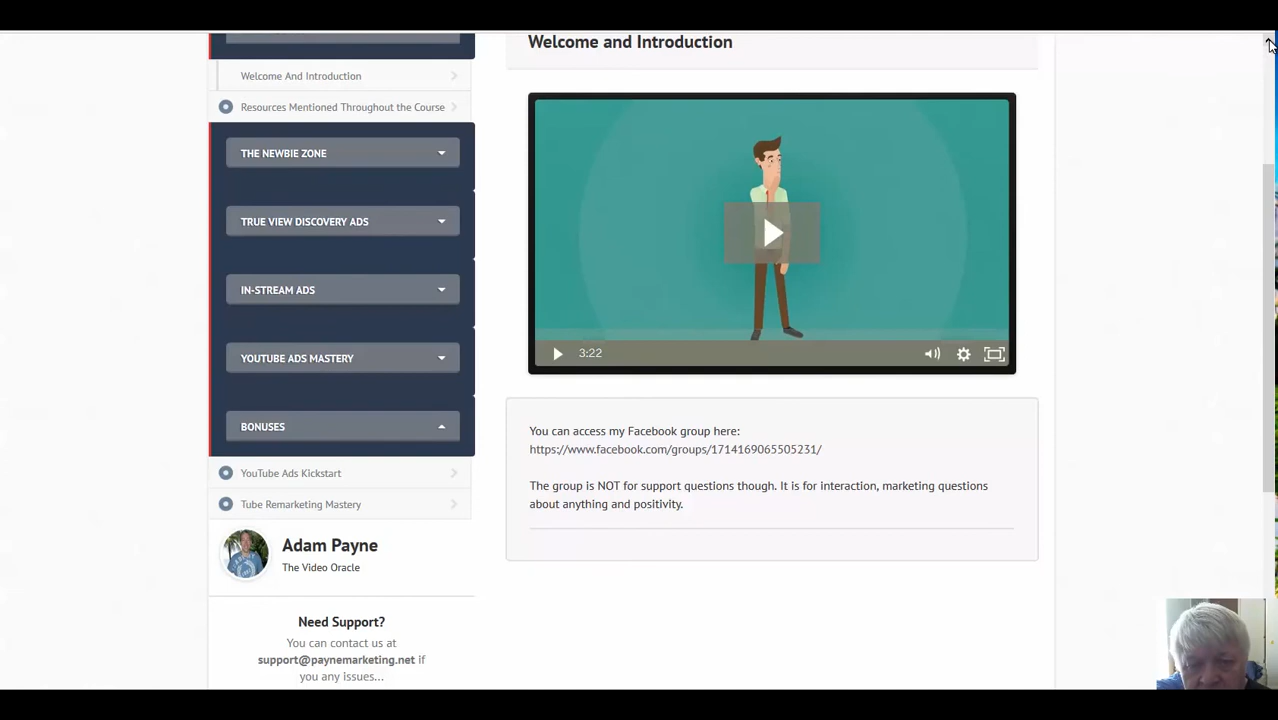 Welcome And Introduction
Resources Mentioned Throughout the Course
THE NEWBIE ZONE
TRUE VIEW DISCOVERY ADS
IN-STREAM ADS
YOUTUBE ADS MASTERY
BONUSES
YouTube Ads Kickstart
Tube Remarketing Mastery
Adam Payne
The Video Oracle
Need Support?
You can contact us at
support@paynemarketing.net if
you any issues...
Welcome and Introduction
3:22
You can access my Facebook group here:
https://www.facebook.com/groups/1714169065505231/
The group is NOT for support questions though. It is for interaction, marketing questions
about anything and positivity.